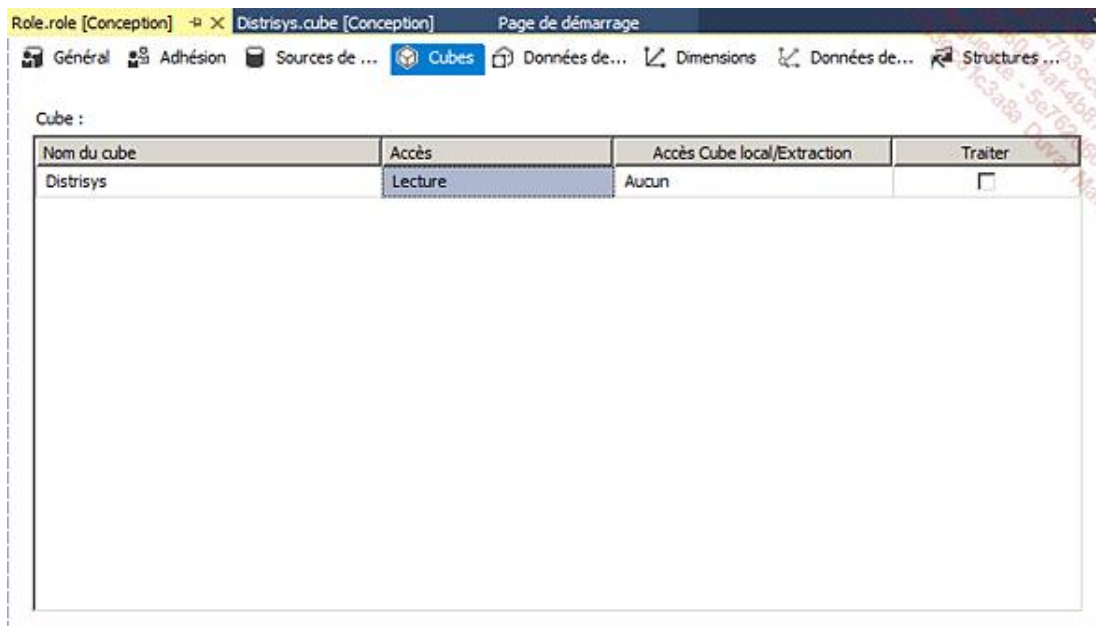 Role.role [Conception] Distrisys.cube [Conception] Page de démarrage
Général Adhésion Sources de ... Cubes Données de... Dimensions Données de... Structures ...
Cube :
Nom du cube Accès Accès Cube local/Extraction Traiter
Distrisys Lecture Aucun